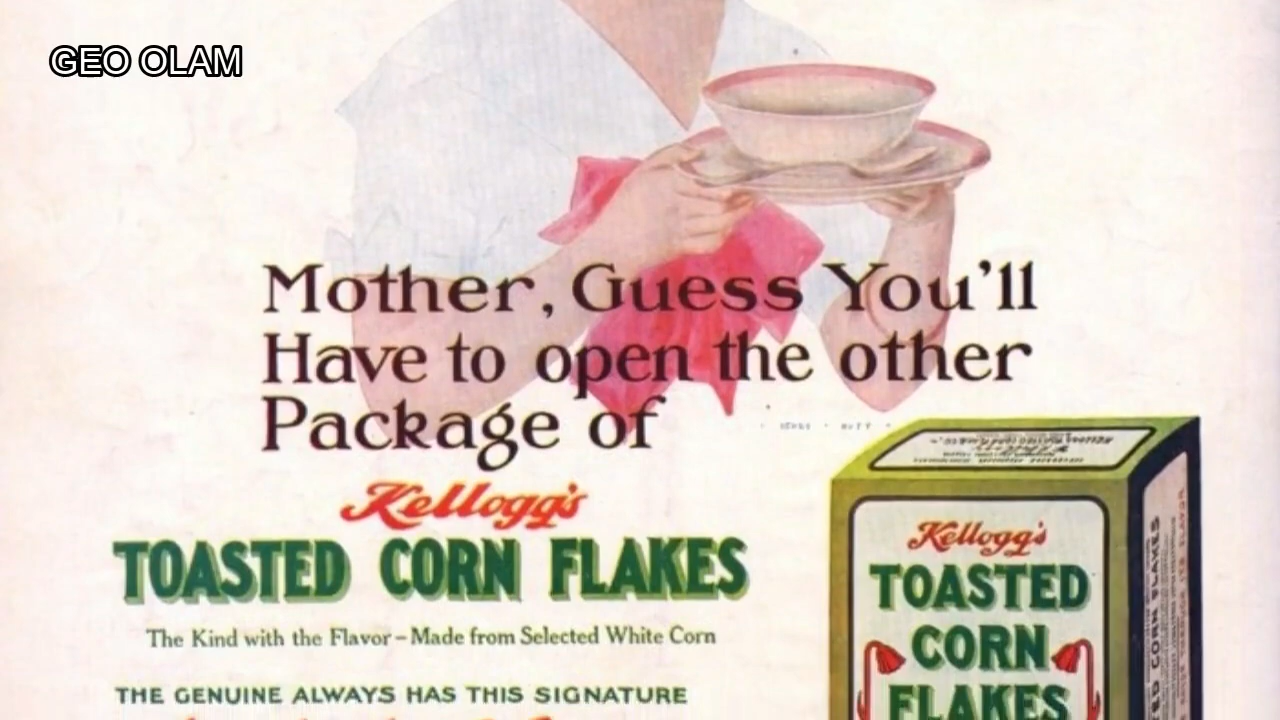 GEO OLAM
Mother, Guess You'll
Have to open the other
Package of
Kellogg's
TOASTED CORN FLAKES
The Kind with the Flavor – Made from Selected White Corn
THE GENUINE ALWAYS HAS THIS SIGNATURE
Kellogg's
TOASTED
CORN
FLAKES